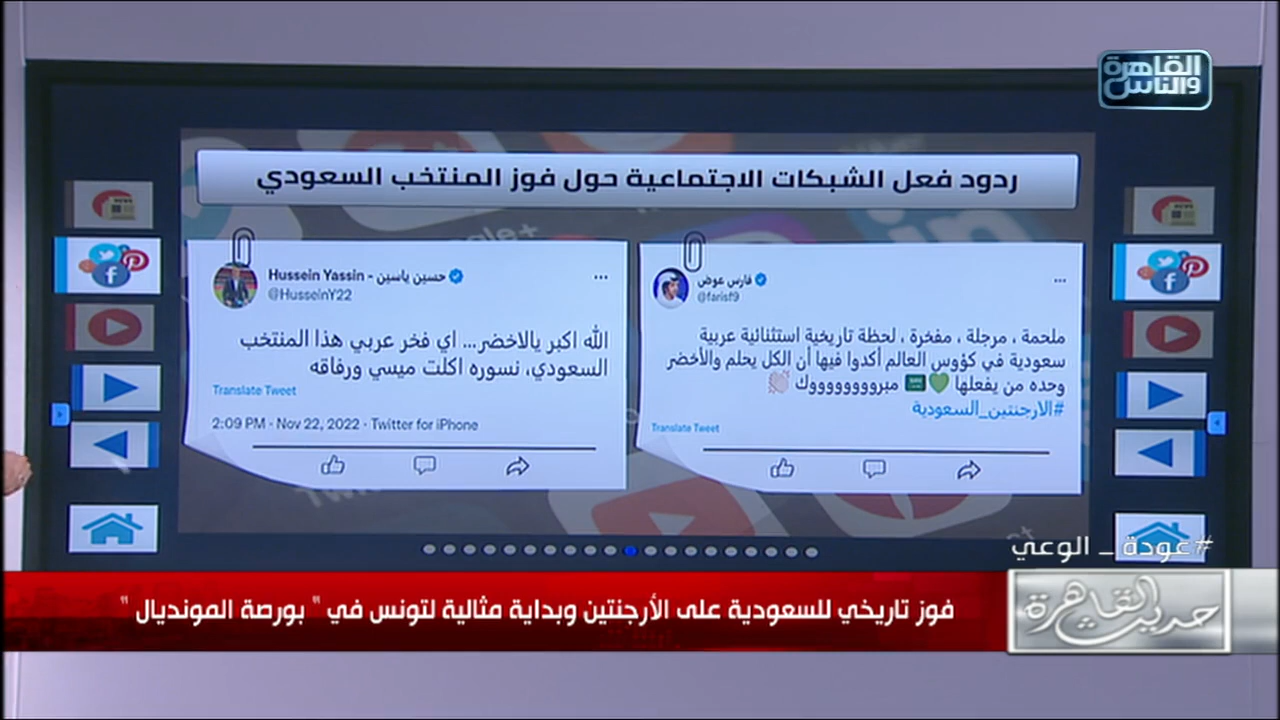 القاهرة
والناس
ردود فعل الشبكات الاجتماعية حول فوز المنتخب السعودي
فارس عوض
@farisf9
ملحمة ، مرجلة ، مفخرة ، لحظة تاريخية استثنائية عربية
سعودية في كؤوس العالم أكدوا فيها أن الكل يحلم والأخضر
وحده من يفعلها 💚🇸🇦 مبروووووووووك 👏🏻
#الارجنتين_السعودية
Translate Tweet
Hussein Yassin - حسين ياسين
@HusseinY22
الله اكبر يالاخضر... اي فخر عربي هذا المنتخب
السعودي، نسوره اكلت ميسي ورفاقه
Translate Tweet
2:09 PM - Nov 22, 2022 - Twitter for iPhone
#عودة _ الوعي
حديث القاهرة
فوز تاريخي للسعودية على الأرجنتين وبداية مثالية لتونس في " بورصة المونديال "